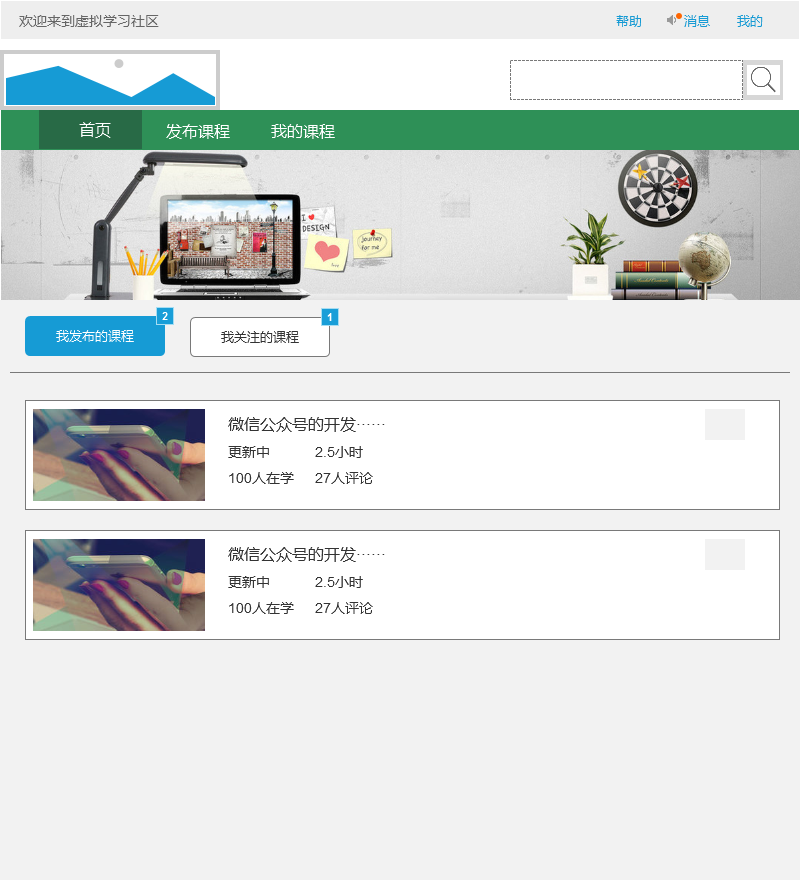 欢迎来到虚拟学习社区
帮助 消息 我的
首页 发布课程 我的课程
I
DESIGN
Journey
for me
我发布的课程 2
我关注的课程 1
微信公众号的开发……
更新中 2.5小时
100人在学 27人评论
微信公众号的开发……
更新中 2.5小时
100人在学 27人评论